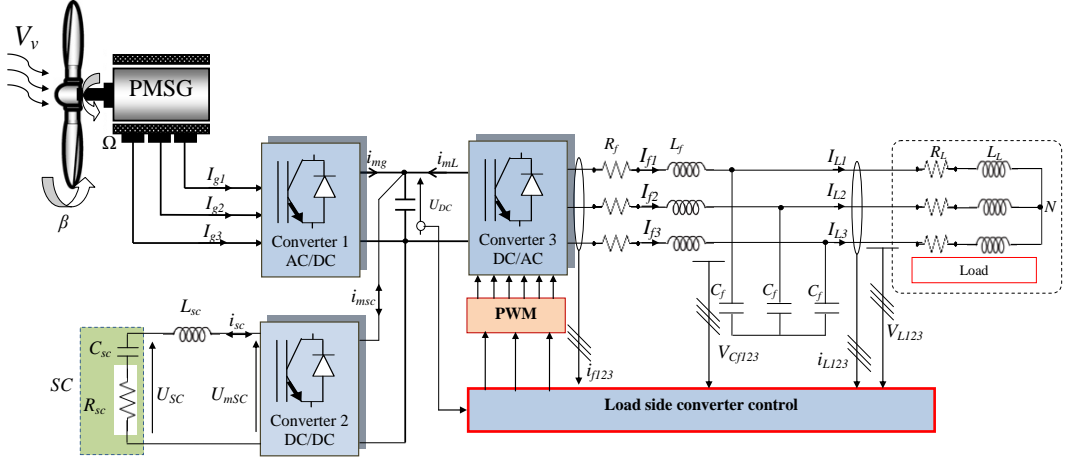 V_v
PMSG
Ω
β
I_g1
I_g2
I_g3
Converter 1
AC/DC
i_mg
i_mL
U_DC
Converter 3
DC/AC
R_f
I_f1
L_f
I_f2
I_f3
I_L1
I_L2
I_L3
R_L
L_L
N
Load
C_f
C_f
C_f
PWM
i_f123
V_Cf123
i_L123
V_L123
i_msc
L_sc
i_sc
C_sc
SC
R_sc
U_SC
U_mSC
Converter 2
DC/DC
Load side converter control